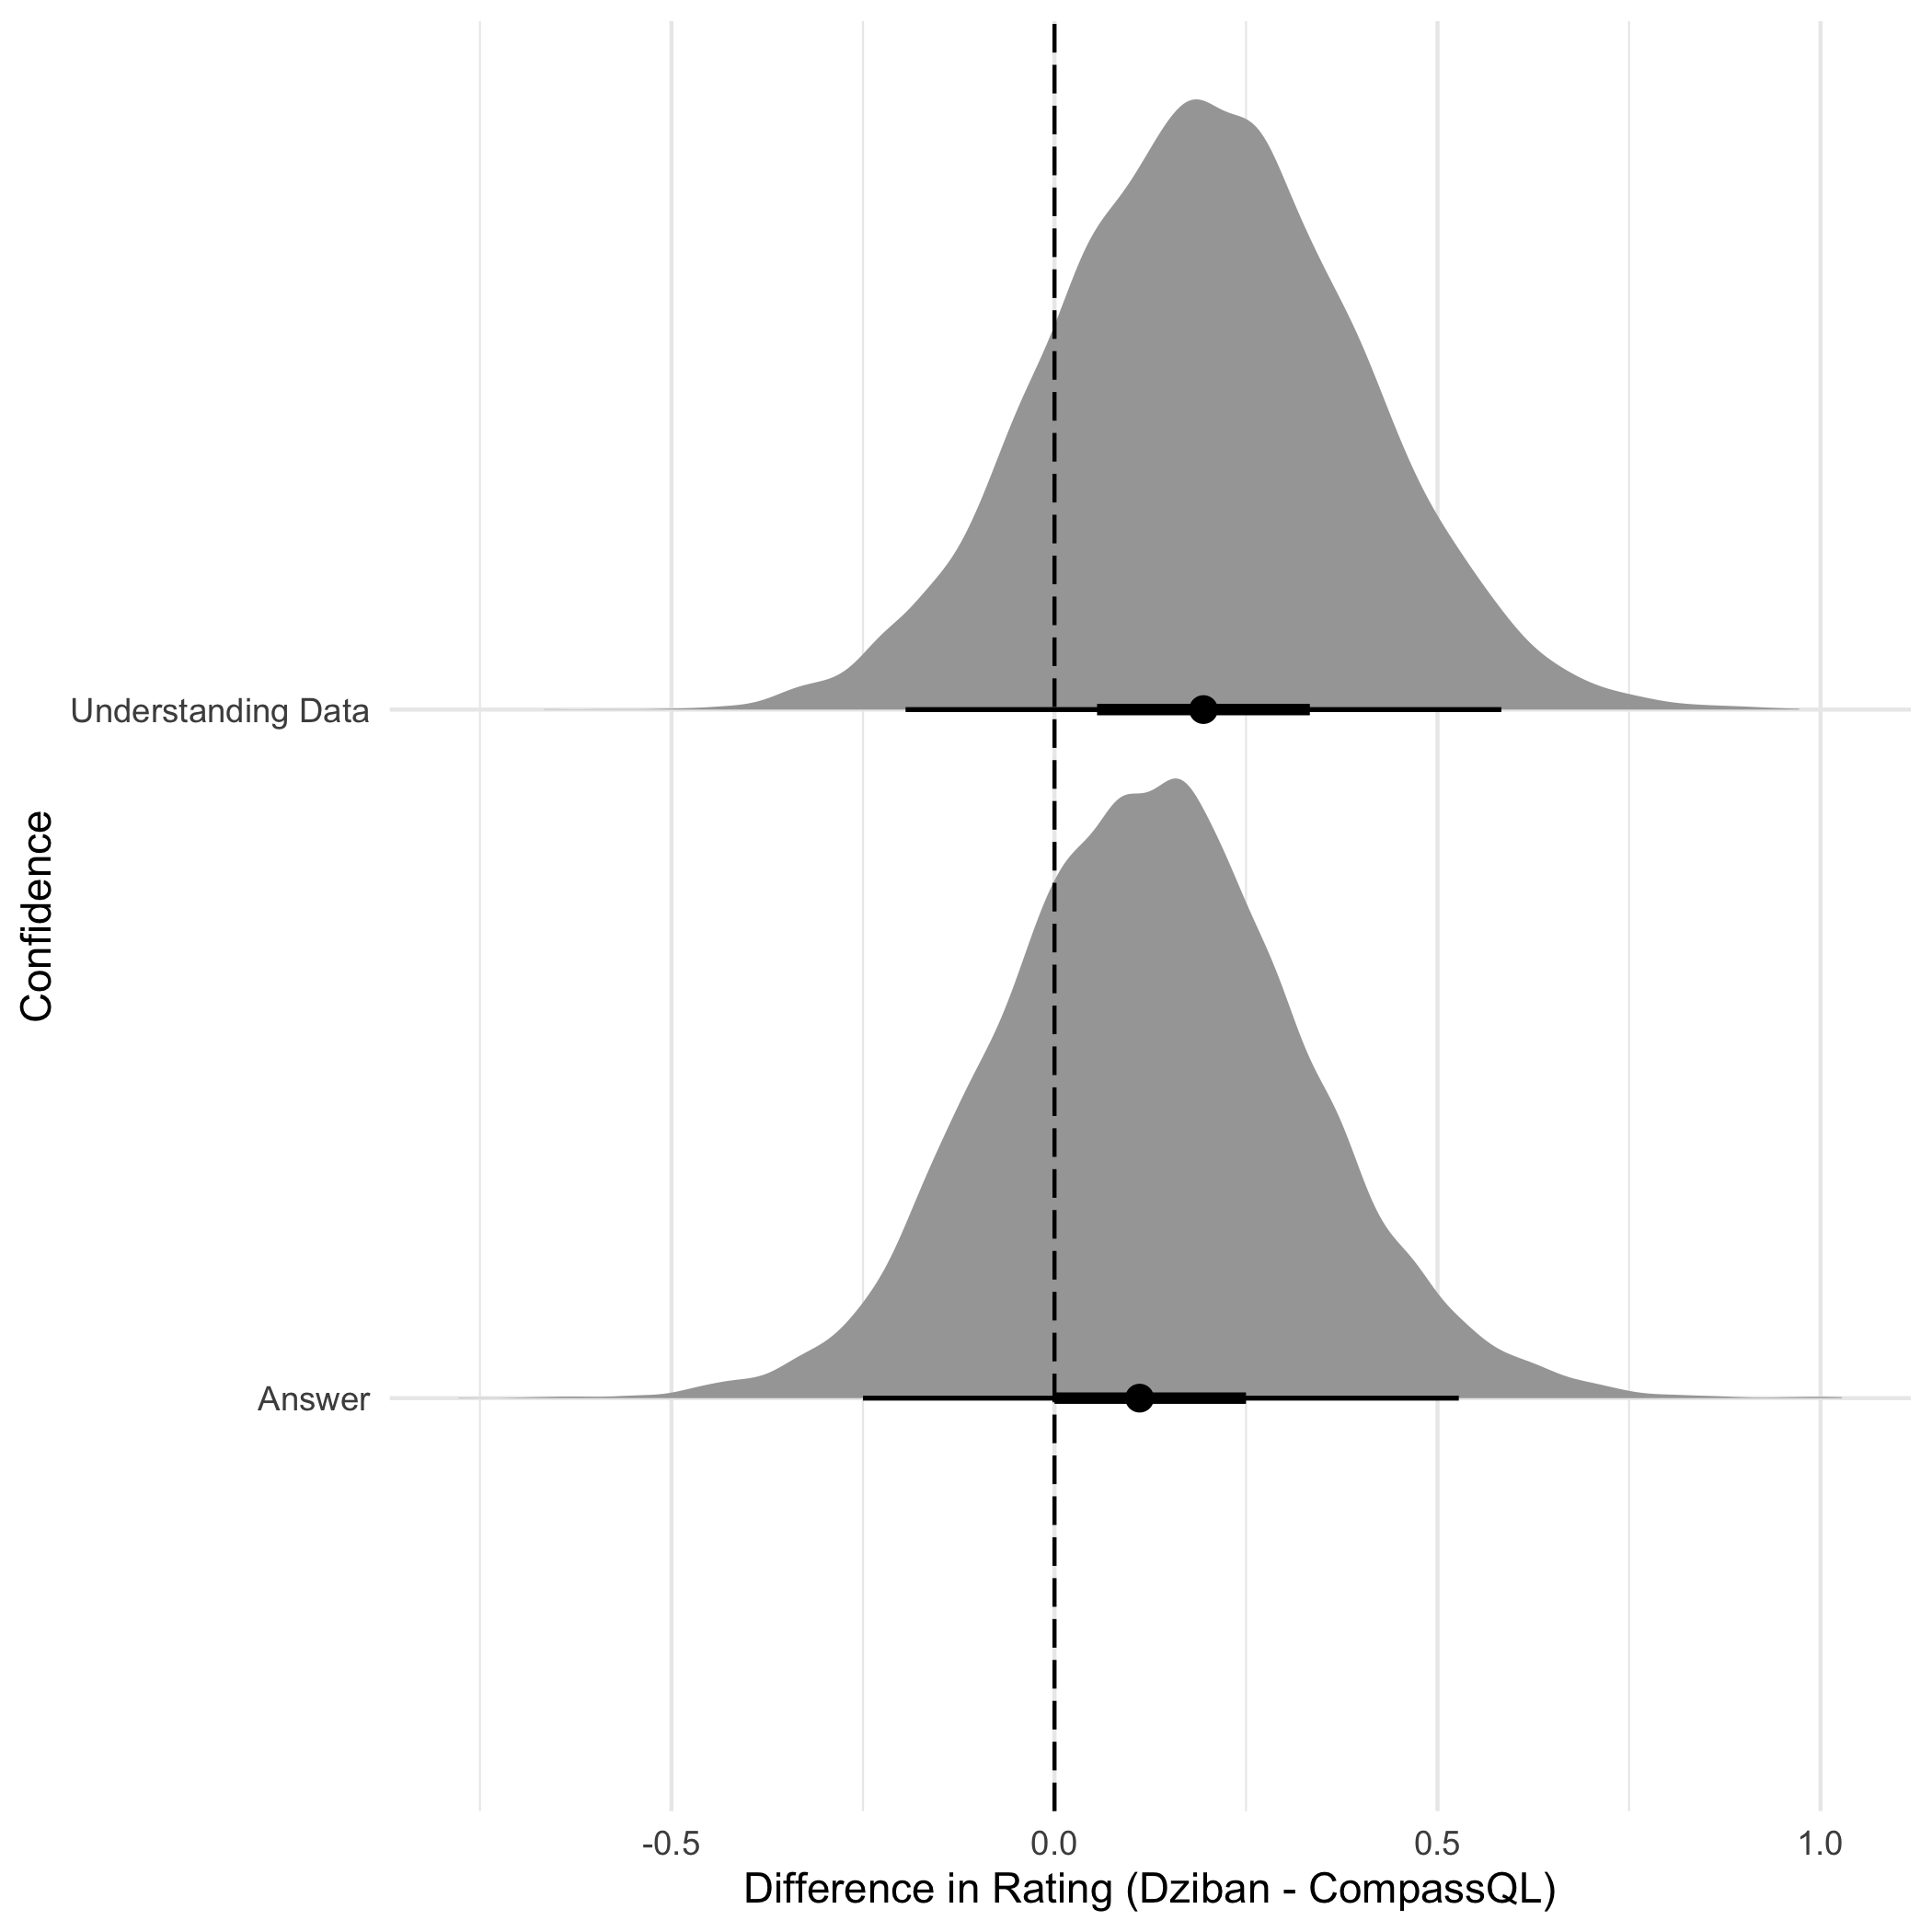 Understanding Data
Confidence
Answer
-0.5 0.0 0.5 1.0
Difference in Rating (Dziban - CompassQL)